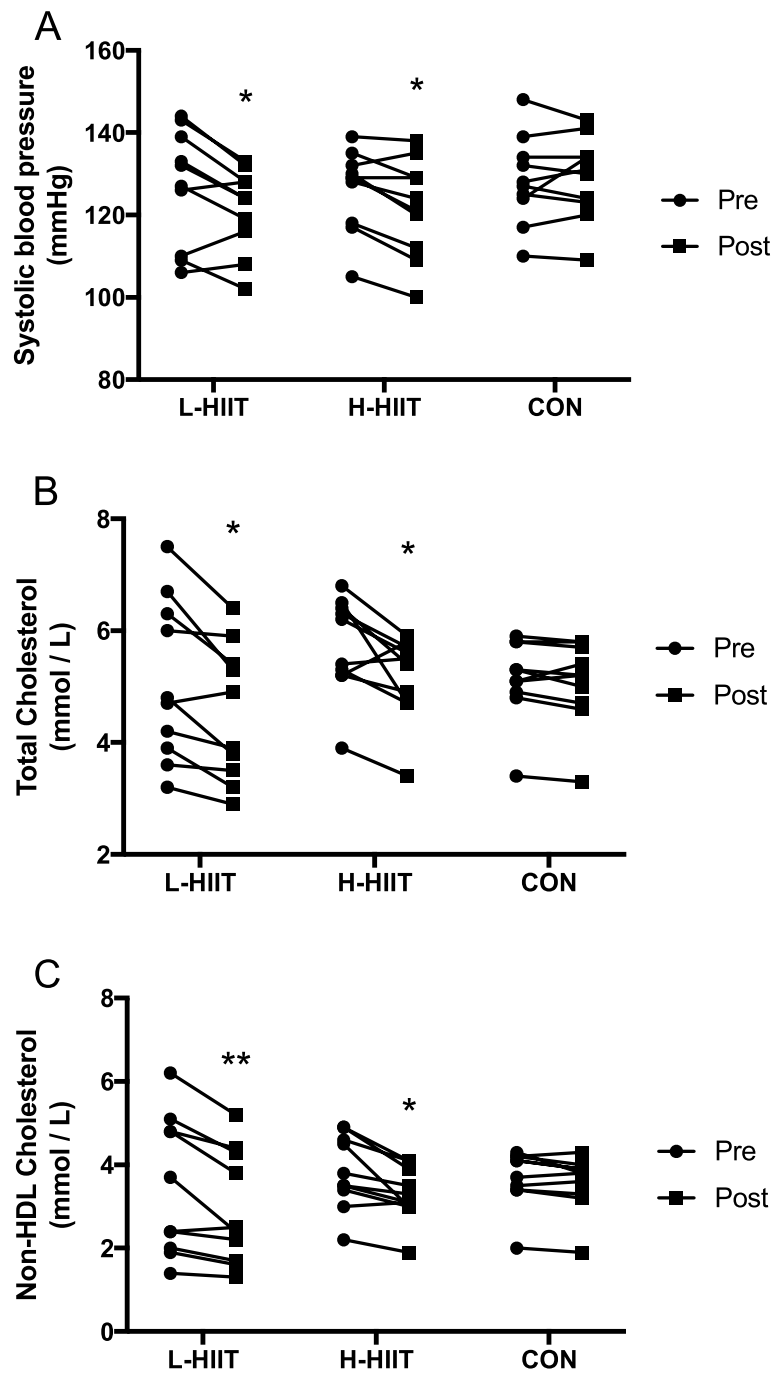 A
Systolic blood pressure
(mmHg)
160
140
120
100
80
*
*
L-HIIT
H-HIIT
CON
Pre
Post
B
Total Cholesterol
(mmol / L)
8
6
4
2
*
*
L-HIIT
H-HIIT
CON
Pre
Post
C
Non-HDL Cholesterol
(mmol / L)
8
6
4
2
0
**
*
L-HIIT
H-HIIT
CON
Pre
Post